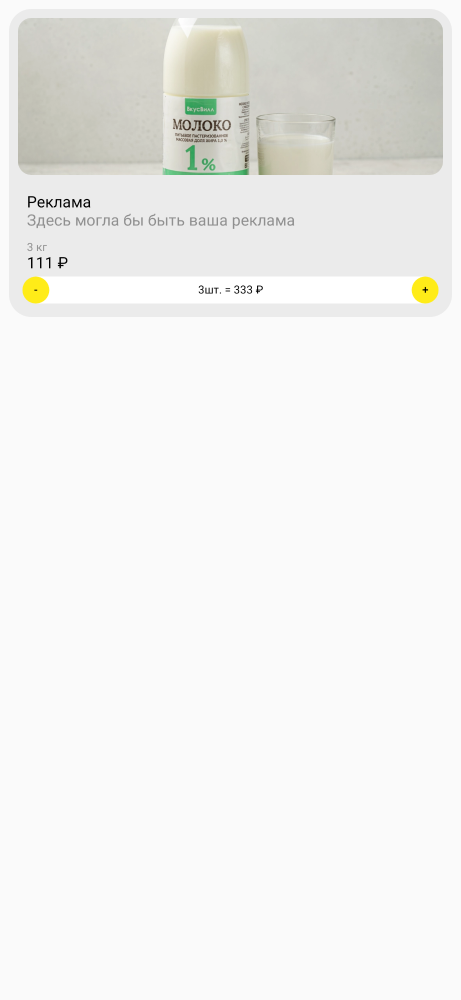 ВкусВилл
МОЛОКО
ПИТЬЕВОЕ ПАСТЕРИЗОВАННОЕ
МАССОВАЯ ДОЛЯ ЖИРА 1,0 %
1%
Реклама
Здесь могла бы быть ваша реклама
3 кг
111 ₽
- 3шт. = 333 ₽ +